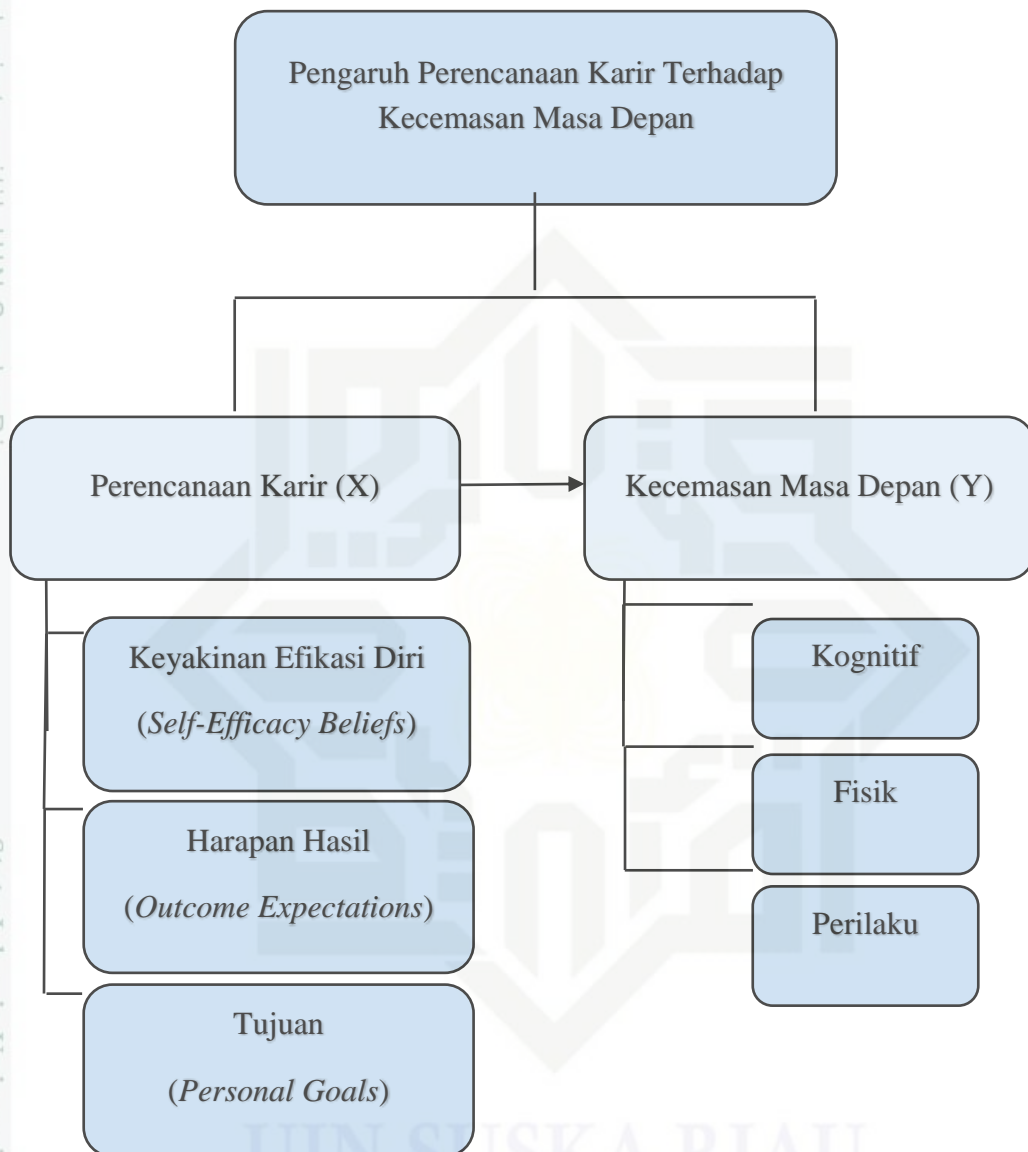 Pengaruh Perencanaan Karir Terhadap
Kecemasan Masa Depan
Perencanaan Karir (X)
Kecemasan Masa Depan (Y)
Keyakinan Efikasi Diri
(Self-Efficacy Beliefs)
Harapan Hasil
(Outcome Expectations)
Tujuan
(Personal Goals)
Kognitif
Fisik
Perilaku
UIN SUSKA RIAU